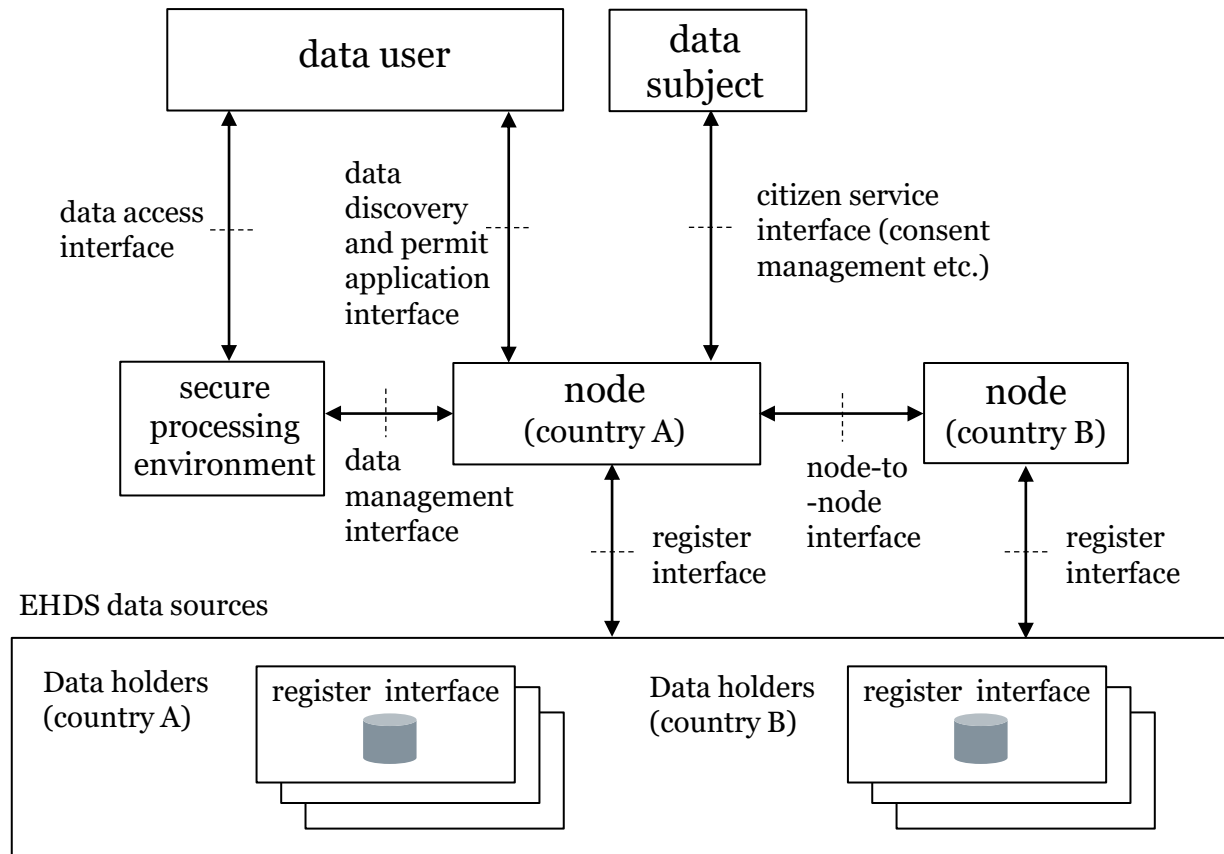 data user
data
subject
data access
interface
data
discovery
and permit
application
interface
citizen service
interface (consent
management etc.)
secure
processing
environment
node
(country A)
node
(country B)
data
management
interface
node-to
-node
interface
register
interface
register
interface
EHDS data sources
Data holders
(country A)
register interface
Data holders
(country B)
register interface